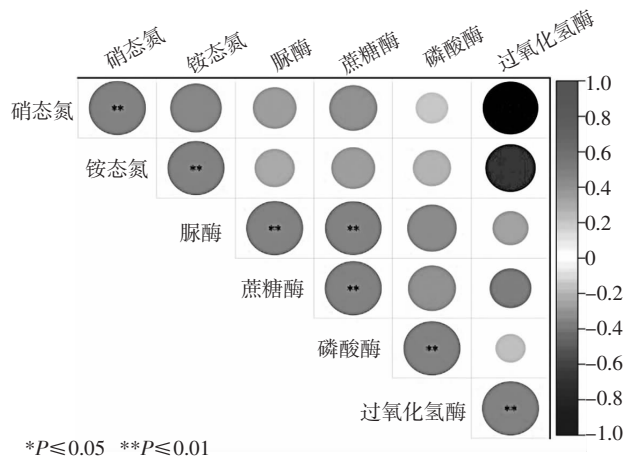 硝态氮 铵态氮 脲酶 蔗糖酶 磷酸酶 过氧化氢酶
硝态氮 ** 1.0
0.8
铵态氮 ** 0.6
0.4
脲酶 ** ** 0.2
0
蔗糖酶 ** −0.2
−0.4
磷酸酶 ** −0.6
−0.8
过氧化氢酶 ** −1.0
*P≤0.05 **P≤0.01